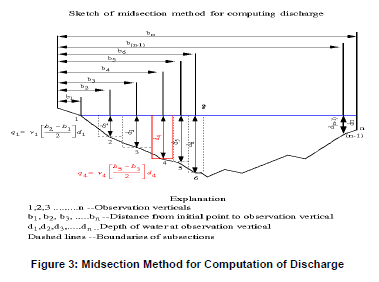 Sketch of midsection method for computing discharge
bn
b(n-1)
b6
b5
b4
b3
b2
b1
1
2
3
4
5
6
d4
d(n-1)
dn
n
(n-1)
q1 = v1 [b2 - b1 / 2] d1
q4 = v4 [b5 - b3 / 2] d4
Explanation
1,2,3 .........n --Observation verticals
b1, b2, b3, .....bn --Distance from initial point to observation vertical
d1,d2,d3,.....dn --Depth of water at observation vertical
Dashed lines -- Boundaries of subsections
Figure 3: Midsection Method for Computation of Discharge